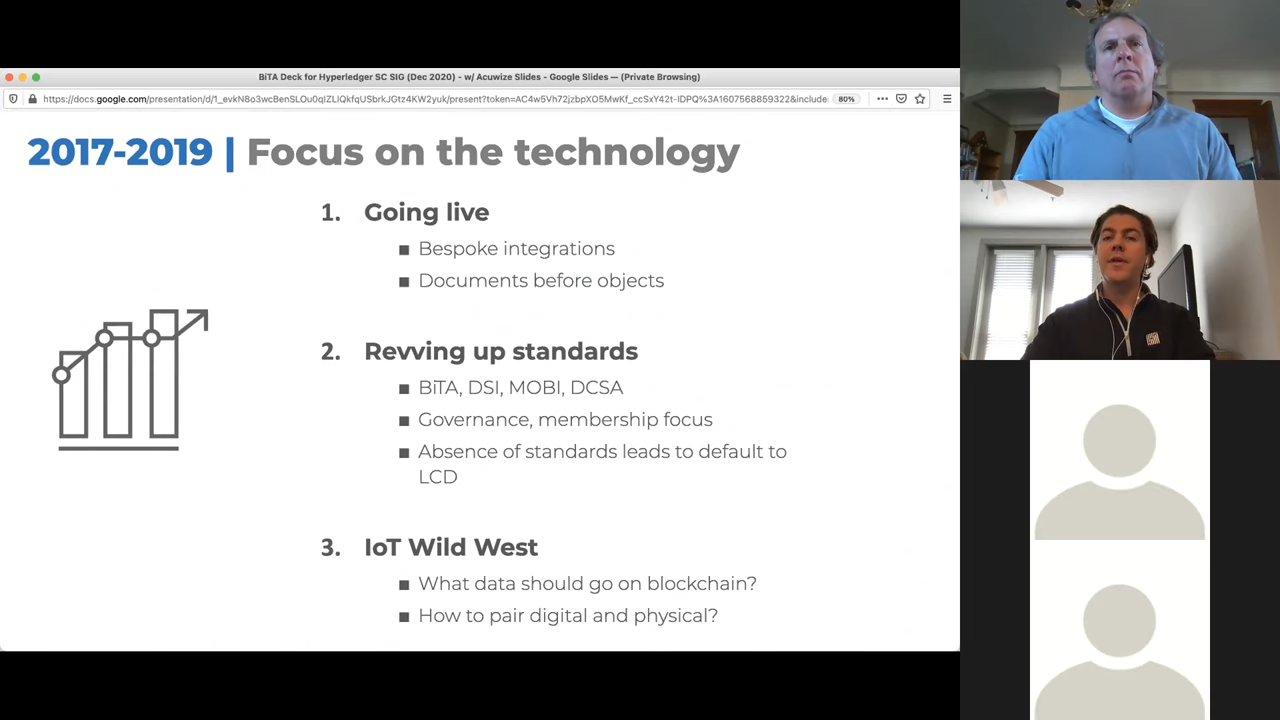 BiTA Deck for Hyperledger SC SIG (Dec 2020) - w/ Acuwize Slides - Google Slides — (Private Browsing)
80%
2017-2019 | Focus on the technology
1. Going live
■ Bespoke integrations
■ Documents before objects
2. Revving up standards
■ BiTA, DSI, MOBI, DCSA
■ Governance, membership focus
■ Absence of standards leads to default to
LCD
3. IoT Wild West
■ What data should go on blockchain?
■ How to pair digital and physical?